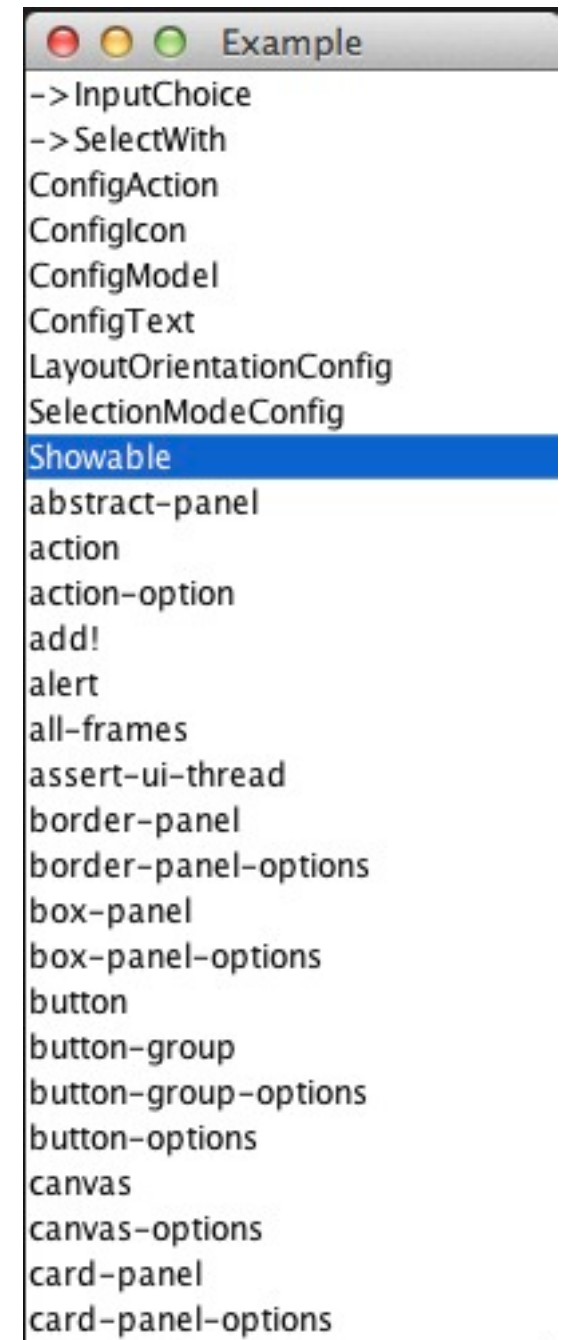 Example
->InputChoice
->SelectWith
ConfigAction
ConfigIcon
ConfigModel
ConfigText
LayoutOrientationConfig
SelectionModeConfig
Showable
abstract-panel
action
action-option
add!
alert
all-frames
assert-ui-thread
border-panel
border-panel-options
box-panel
box-panel-options
button
button-group
button-group-options
button-options
canvas
canvas-options
card-panel
card-panel-options